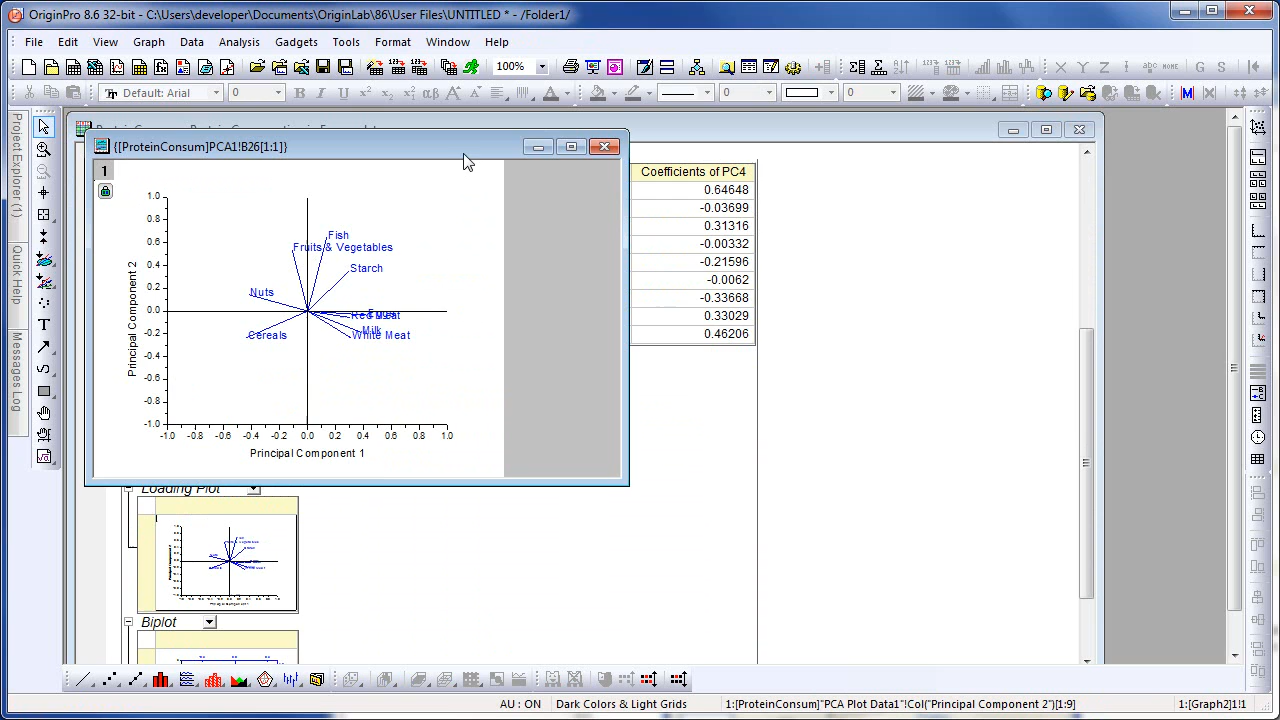 OriginPro 8.6 32-bit - C:\Users\developer\Documents\OriginLab\86\User Files\UNTITLED * - /Folder1/
File Edit View Graph Data Analysis Gadgets Tools Format Window Help
100%
Default: Arial 0 0 0
Project Explorer (1)
Quick Help
Messages Log
{[ProteinConsum]PCA1!B26[1:1]}
1
Principal Component 2
1.0
0.8
0.6
0.4
0.2
0.0
-0.2
-0.4
-0.6
-0.8
-1.0
Fish
Fruits & Vegetables
Starch
Nuts
Red Meat
Milk
Cereals
White Meat
-1.0 -0.8 -0.6 -0.4 -0.2 0.0 0.2 0.4 0.6 0.8 1.0
Principal Component 1
Coefficients of PC4
0.64648
-0.03699
0.31316
-0.00332
-0.21596
-0.0062
-0.33668
0.33029
0.46206
Loading Plot
Biplot
AU : ON Dark Colors & Light Grids 1:[ProteinConsum]"PCA Plot Data1"!Col("Principal Component 2")[1:9] 1:[Graph2]1!1